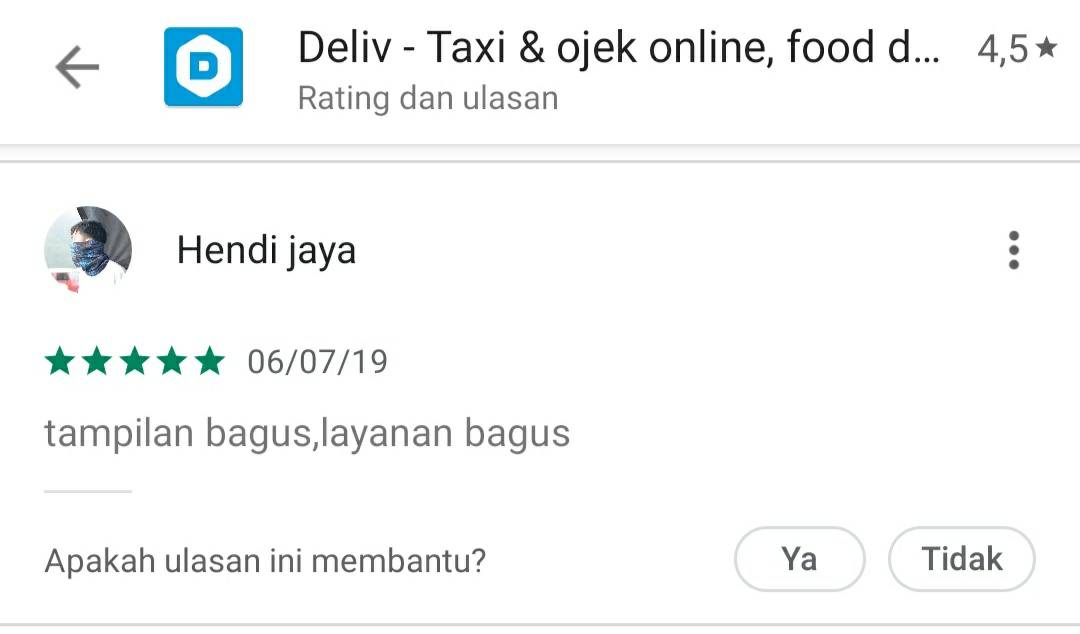 D
Deliv - Taxi & ojek online, food d... 4,5★
Rating dan ulasan
Hendi jaya
★★★★★ 06/07/19
tampilan bagus,layanan bagus
Apakah ulasan ini membantu? Ya Tidak